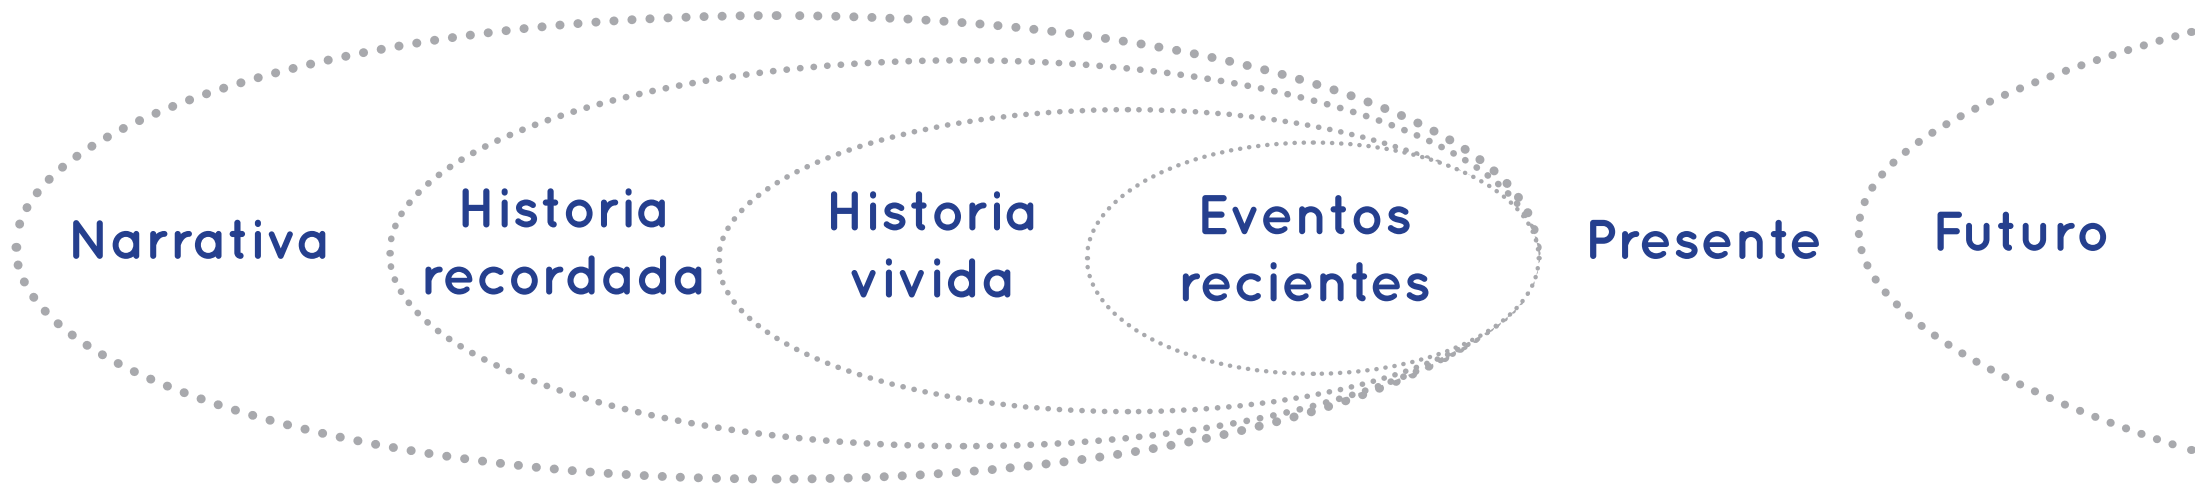 Narrativa
Historia
recordada
Historia
vivida
Eventos
recientes
Presente
Futuro